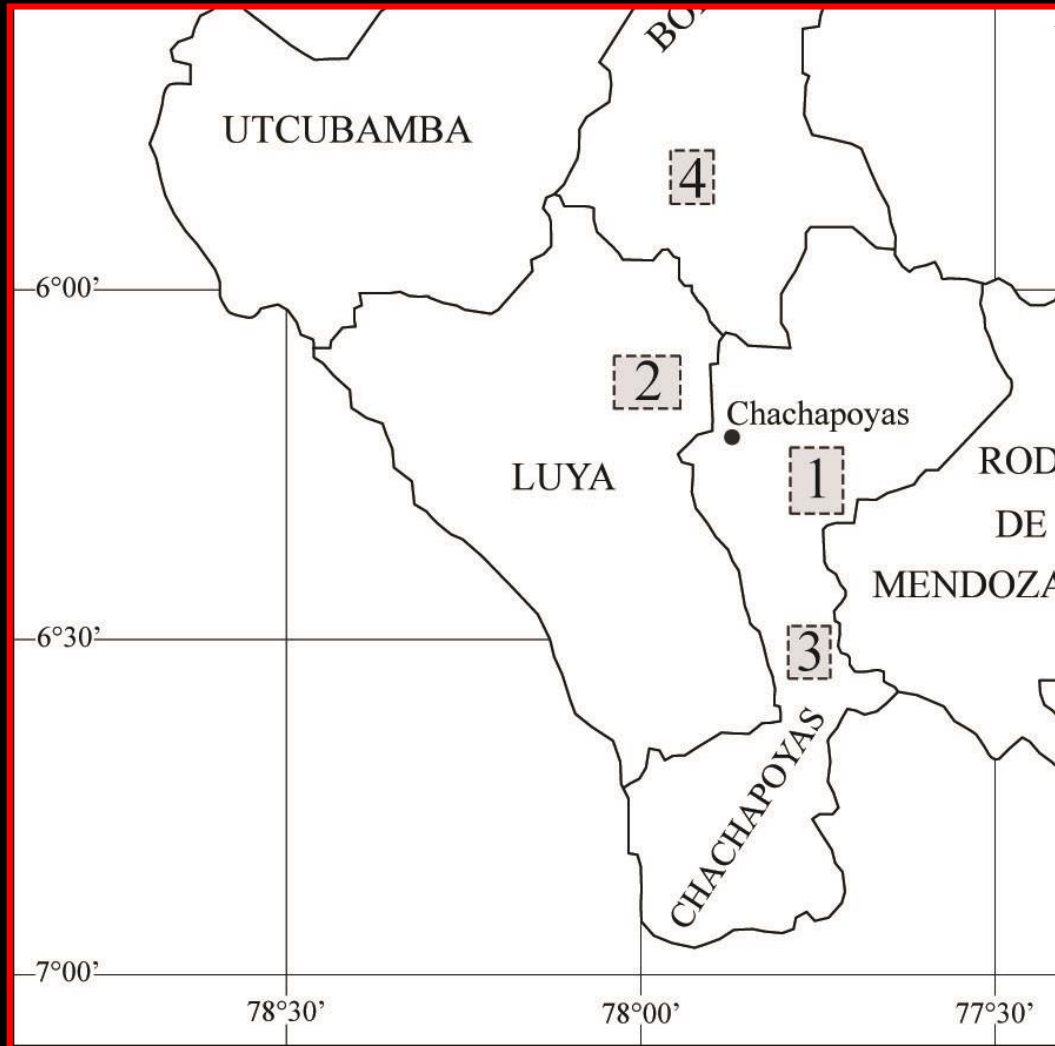 BO
UTCUBAMBA
4
6°00’
2
Chachapoyas
LUYA
1
ROD
DE
MENDOZA
6°30’
3
CHACHAPOYAS
7°00’
78°30’
78°00’
77°30’